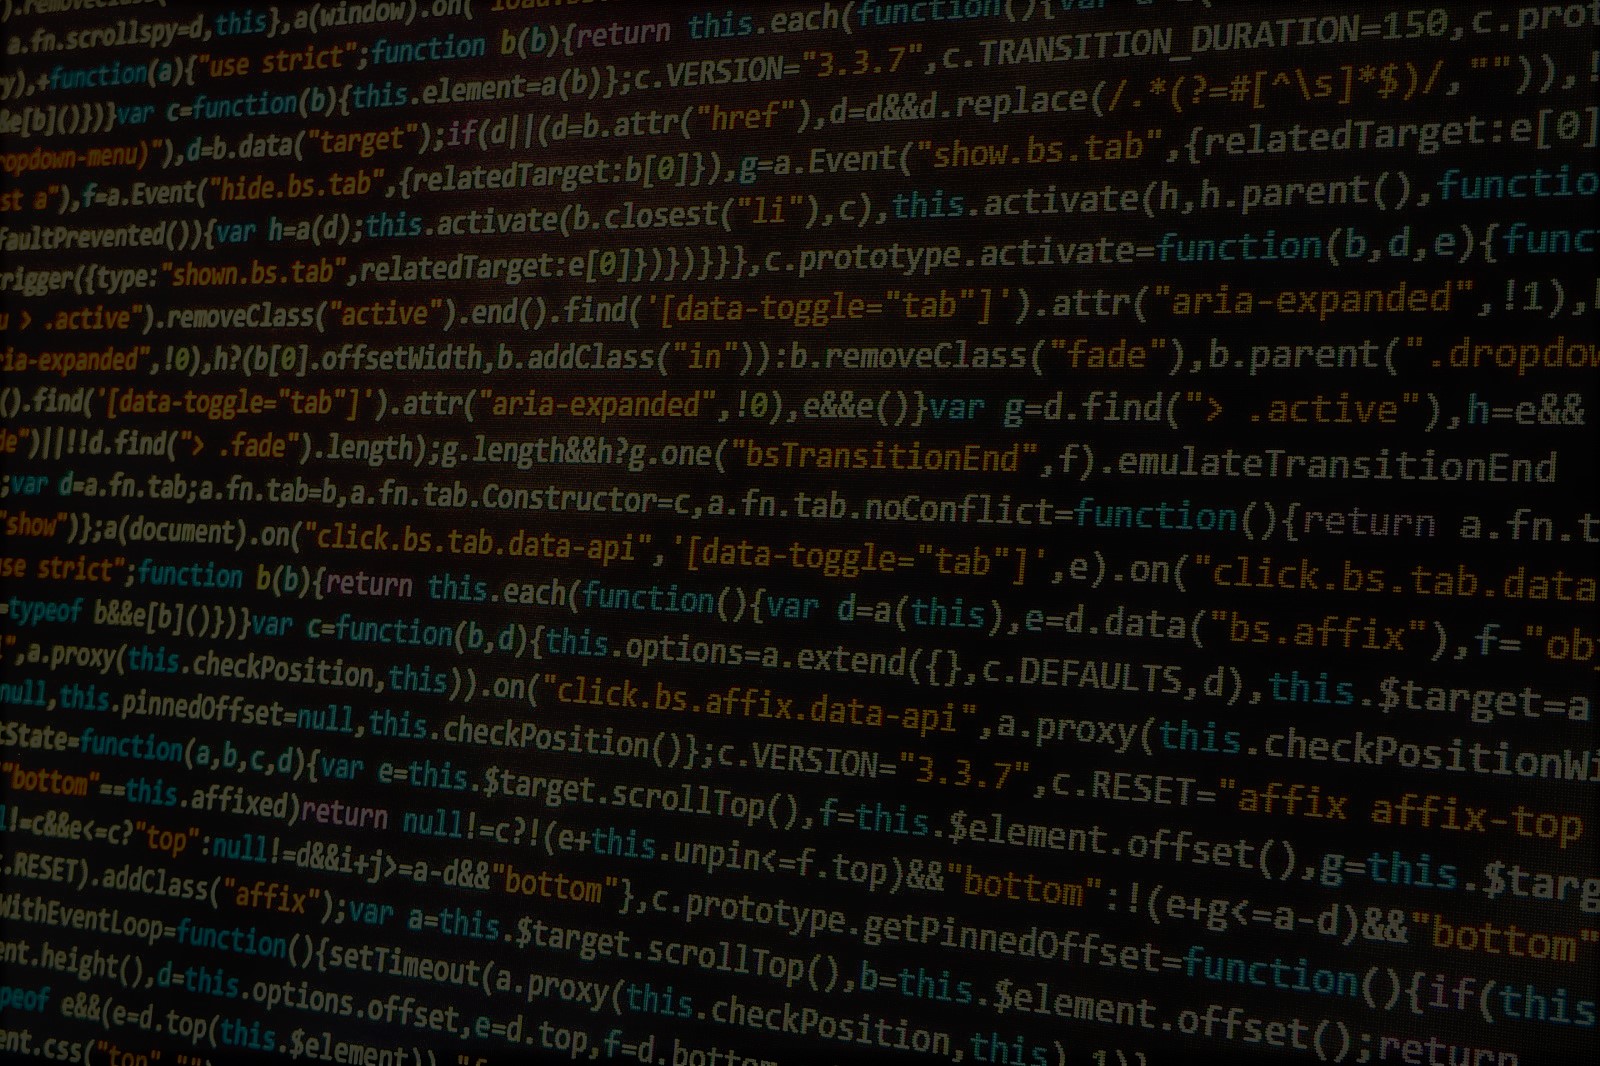 a.fn.scrollspy=d,this},a(window).on(
y),+function(a){"use strict";function b(b){return this.each(function(){var
&e[b]()})}var c=function(b){this.element=a(b)};c.VERSION="3.3.7",c.TRANSITION_DURATION=150,c.prot
ropdown-menu)"),d=b.data("target");if(d||(d=b.attr("href"),d=d&&d.replace(/.*(?=#[^\s]*$)/,"")),!
st a"),f=a.Event("hide.bs.tab",{relatedTarget:b[0]}),g=a.Event("show.bs.tab",{relatedTarget:e[0]
faultPrevented()){var h=a(d);this.activate(b.closest("li"),c),this.activate(h,h.parent(),functio
rigger({type:"shown.bs.tab",relatedTarget:e[0]})})}}},c.prototype.activate=function(b,d,e){func
u > .active").removeClass("active").end().find('[data-toggle="tab"]').attr("aria-expanded",!1),
ria-expanded",!0),h?(b[0].offsetWidth,b.addClass("in")):b.removeClass("fade"),b.parent(".dropdow
().find('[data-toggle="tab"]').attr("aria-expanded",!0),e&&e()}var g=d.find("> .active"),h=e&&
de")||!!d.find("> .fade").length);g.length&&h?g.one("bsTransitionEnd",f).emulateTransitionEnd
;var d=a.fn.tab;a.fn.tab=b,a.fn.tab.Constructor=c,a.fn.tab.noConflict=function(){return a.fn.t
"show")};a(document).on("click.bs.tab.data-api",'[data-toggle="tab"]',e).on("click.bs.tab.data
use strict";function b(b){return this.each(function(){var d=a(this),e=d.data("bs.affix"),f="ob
=typeof b&&e[b]()})}var c=function(b,d){this.options=a.extend({},c.DEFAULTS,d),this.$target=a
",a.proxy(this.checkPosition,this)).on("click.bs.affix.data-api",a.proxy(this.checkPositionWi
null,this.pinnedOffset=null,this.checkPosition()};c.VERSION="3.3.7",c.RESET="affix affix-top
tState=function(a,b,c,d){var e=this.$target.scrollTop(),f=this.$element.offset(),g=this.$targ
"bottom"==this.affixed)return null!=c?!(e+this.unpin<=f.top)&&"bottom":!(e+g<=a-d)&&"bottom"
l!=c&&e<=c?"top":null!=d&&i+j>=a-d&&"bottom"},c.prototype.getPinnedOffset=function(){if(this
.RESET).addClass("affix");var a=this.$target.scrollTop(),b=this.$element.offset();return
WithEventLoop=function(){setTimeout(a.proxy(this.checkPosition,this),1)}
ent.height(),d=this.options.offset,e=d.top,f=d.bottom
peof e&&(e=d.top(this.$element)),"f
ent.css("top",""